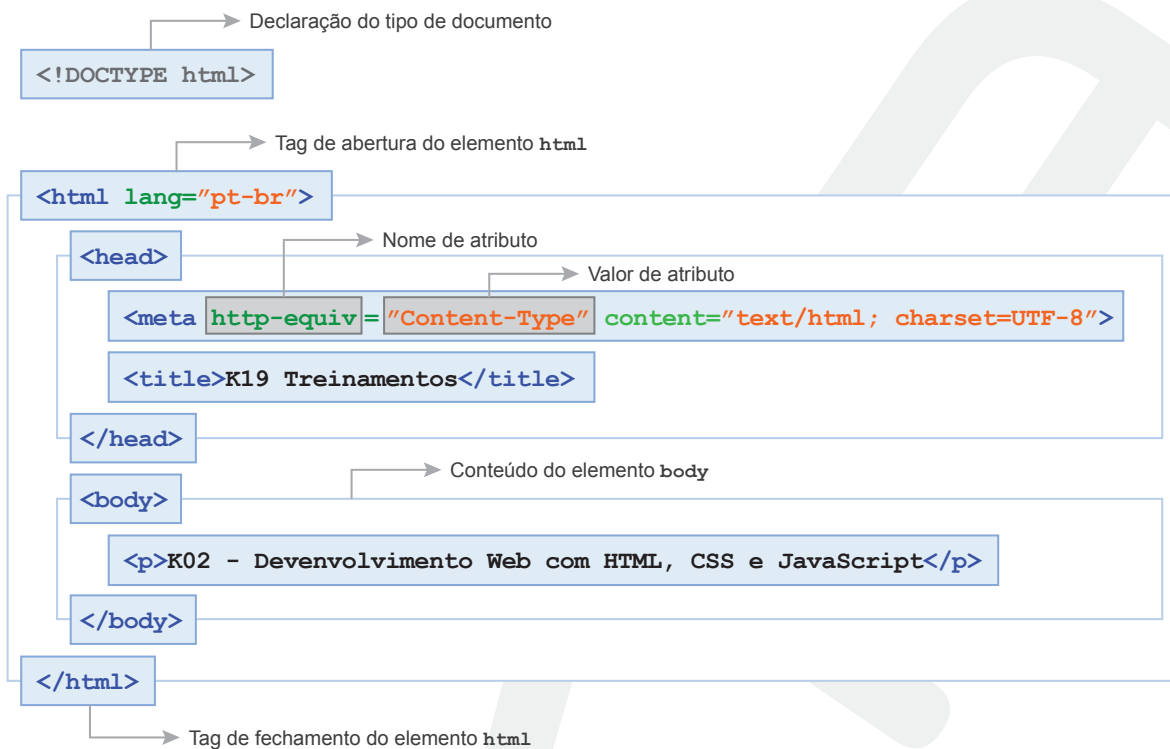 Declaração do tipo de documento
<!DOCTYPE html>
Tag de abertura do elemento html
<html lang=”pt-br”>
Nome de atributo
<head>
Valor de atributo
<meta http-equiv=”Content-Type” content=”text/html; charset=UTF-8”>
<title>K19 Treinamentos</title>
</head>
Conteúdo do elemento body
<body>
<p>K02 - Devenvolvimento Web com HTML, CSS e JavaScript</p>
</body>
</html>
Tag de fechamento do elemento html